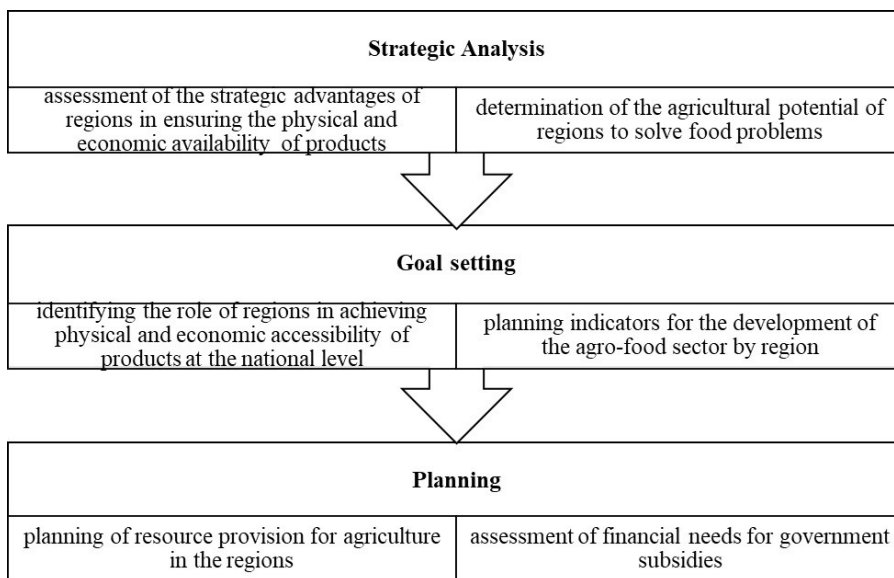 Strategic Analysis
assessment of the strategic advantages of
regions in ensuring the physical and
economic availability of products
determination of the agricultural potential of
regions to solve food problems
Goal setting
identifying the role of regions in achieving
physical and economic accessibility of
products at the national level
planning indicators for the development of
the agro-food sector by region
Planning
planning of resource provision for agriculture
in the regions
assessment of financial needs for government
subsidies